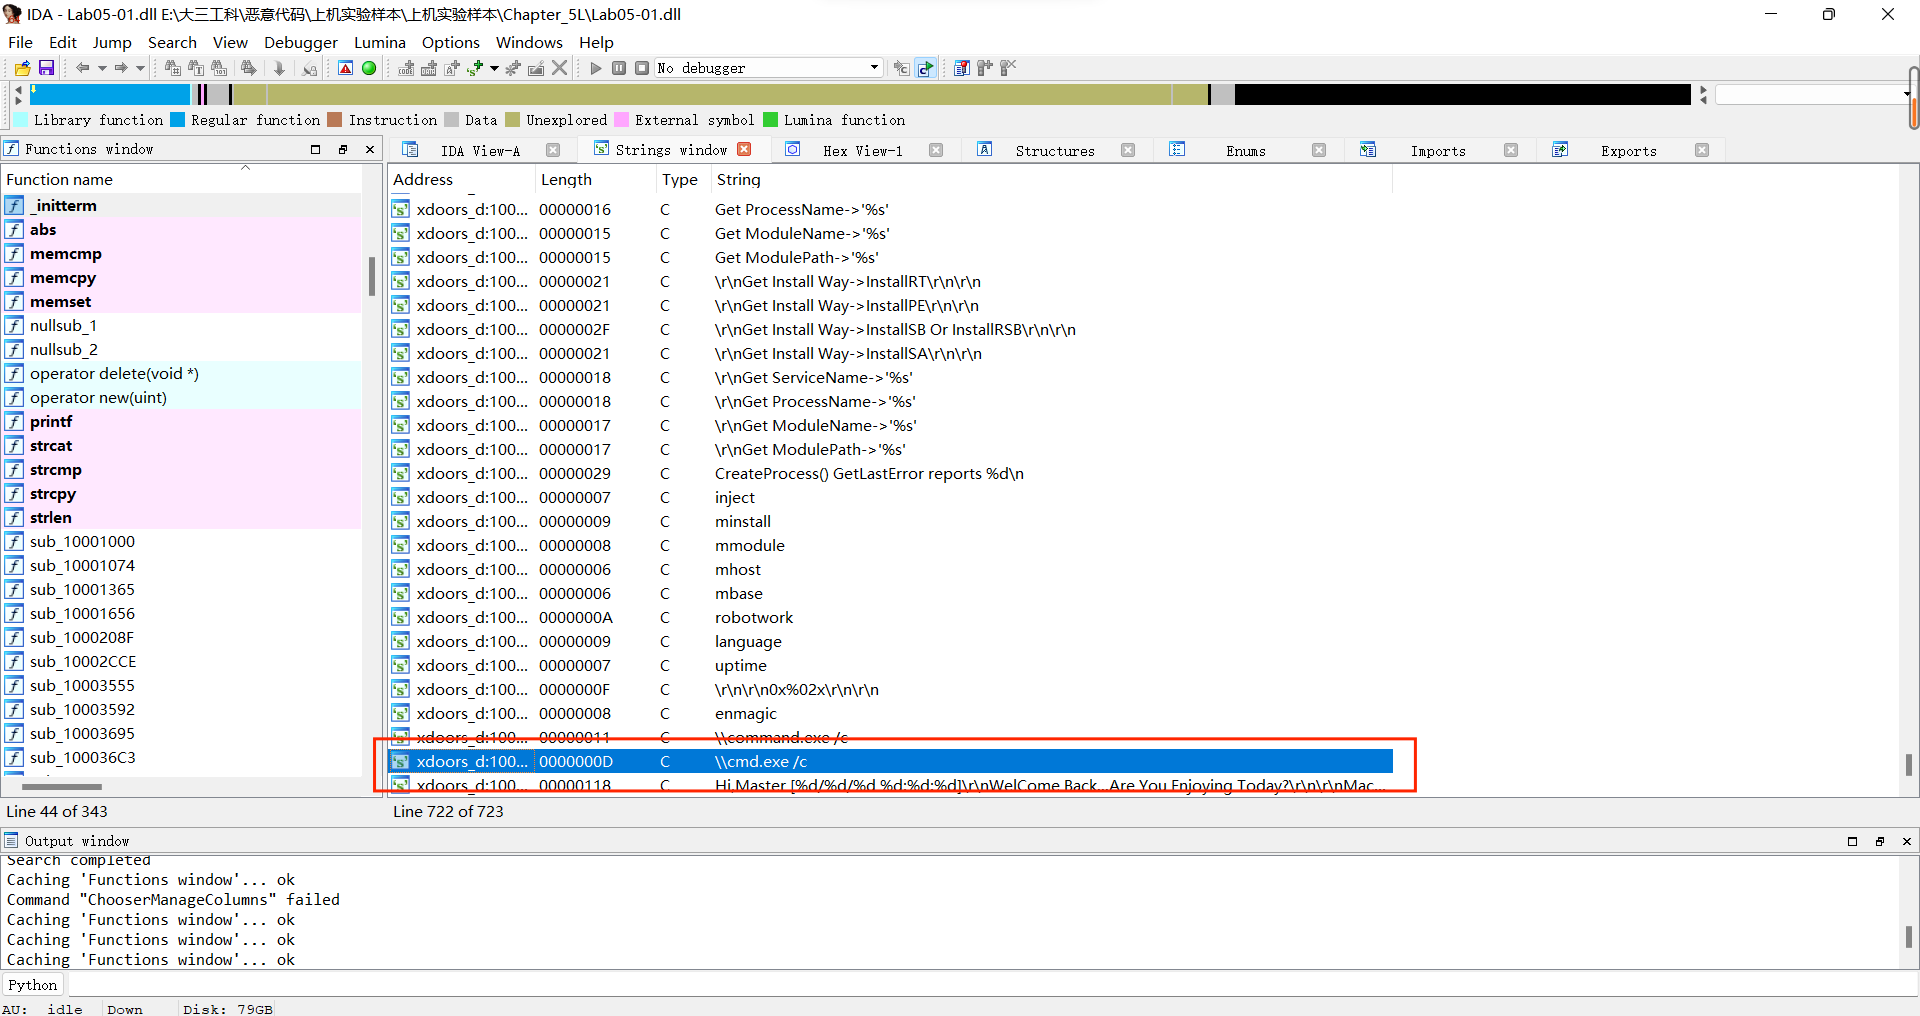 IDA - Lab05-01.dll E:\大三工科\恶意代码\上机实验样本\上机实验样本\Chapter_5L\Lab05-01.dll
File Edit Jump Search View Debugger Lumina Options Windows Help
No debugger
Library function Regular function Instruction Data Unexplored External symbol Lumina function
Functions window
IDA View-A Strings window Hex View-1 Structures Enums Imports Exports
Function name
_initterm
abs
memcmp
memcpy
memset
nullsub_1
nullsub_2
operator delete(void *)
operator new(uint)
printf
strcat
strcmp
strcpy
strlen
sub_10001000
sub_10001074
sub_10001365
sub_10001656
sub_1000208F
sub_10002CCE
sub_10003555
sub_10003592
sub_10003695
sub_100036C3
Line 44 of 343
Address Length Type String
xdoors_d:100... 00000016 C Get ProcessName->'%s'
xdoors_d:100... 00000015 C Get ModuleName->'%s'
xdoors_d:100... 00000015 C Get ModulePath->'%s'
xdoors_d:100... 00000021 C \r\nGet Install Way->InstallRT\r\n\r\n
xdoors_d:100... 00000021 C \r\nGet Install Way->InstallPE\r\n\r\n
xdoors_d:100... 0000002F C \r\nGet Install Way->InstallSB Or InstallRSB\r\n\r\n
xdoors_d:100... 00000021 C \r\nGet Install Way->InstallSA\r\n\r\n
xdoors_d:100... 00000018 C \r\nGet ServiceName->'%s'
xdoors_d:100... 00000018 C \r\nGet ProcessName->'%s'
xdoors_d:100... 00000017 C \r\nGet ModuleName->'%s'
xdoors_d:100... 00000017 C \r\nGet ModulePath->'%s'
xdoors_d:100... 00000029 C CreateProcess() GetLastError reports %d\n
xdoors_d:100... 00000007 C inject
xdoors_d:100... 00000009 C minstall
xdoors_d:100... 00000008 C mmodule
xdoors_d:100... 00000006 C mhost
xdoors_d:100... 00000006 C mbase
xdoors_d:100... 0000000A C robotwork
xdoors_d:100... 00000009 C language
xdoors_d:100... 00000007 C uptime
xdoors_d:100... 0000000F C \r\n\r\n0x%02x\r\n\r\n
xdoors_d:100... 00000008 C enmagic
xdoors_d:100... 00000011 C \\command.exe /c
xdoors_d:100... 0000000D C \\cmd.exe /c
xdoors_d:100... 00000118 C Hi,Master [%d/%d/%d %d:%d:%d]\r\nWelCome Back...Are You Enjoying Today?\r\n\r\nMac...
Line 722 of 723
Output window
Search completed
Caching 'Functions window'... ok
Command "ChooserManageColumns" failed
Caching 'Functions window'... ok
Caching 'Functions window'... ok
Caching 'Functions window'... ok
Python
AU: idle Down Disk: 79GB